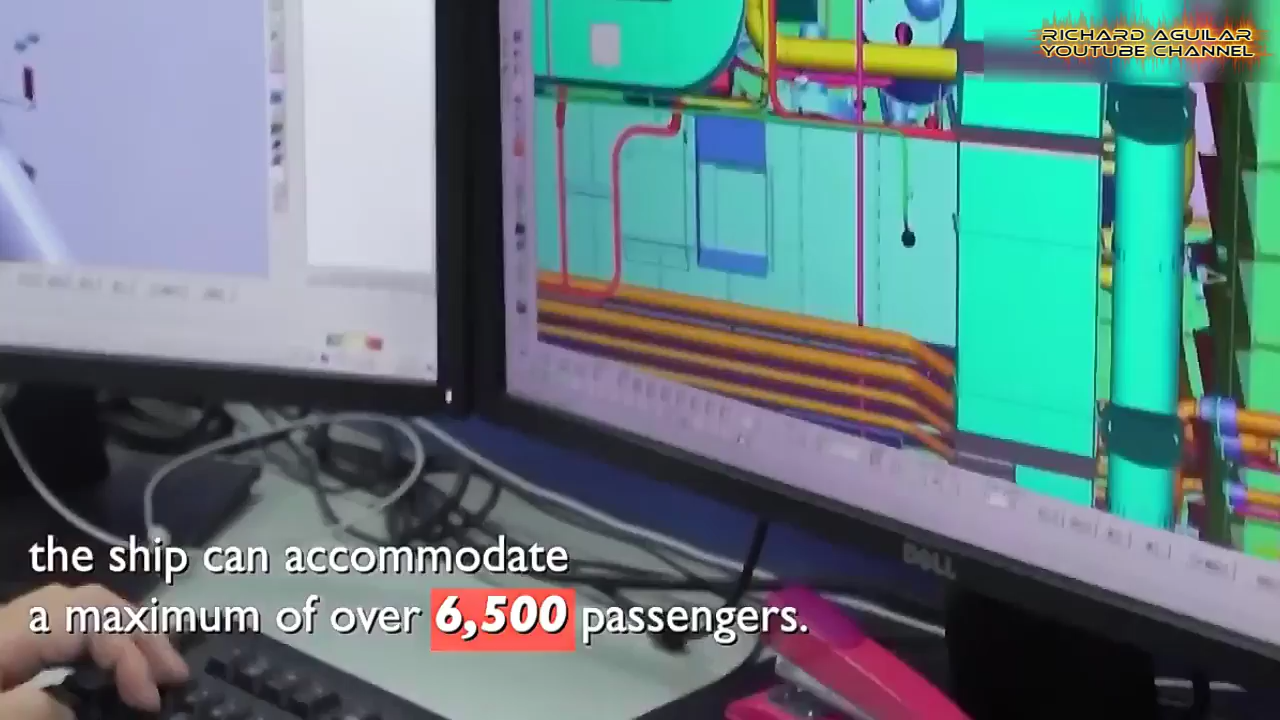 RICHARD AGUILAR
YOUTUBE CHANNEL
the ship can accommodate
a maximum of over 6,500 passengers.
DELL